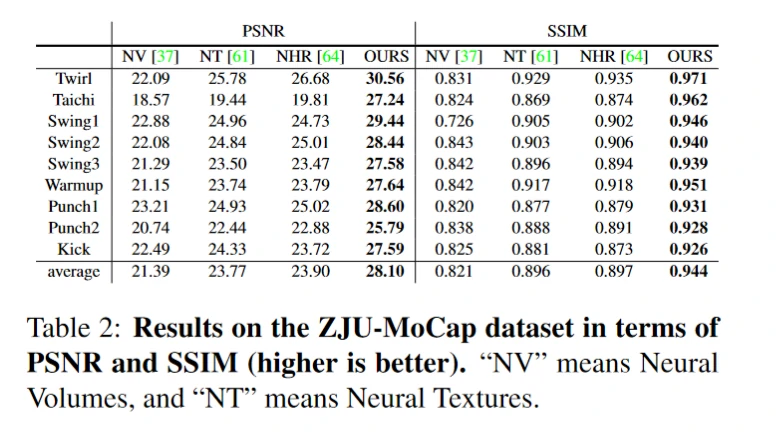 PSNR SSIM
NV [37] NT [61] NHR [64] OURS NV [37] NT [61] NHR [64] OURS
Twirl 22.09 25.78 26.68 30.56 0.831 0.929 0.935 0.971
Taichi 18.57 19.44 19.81 27.24 0.824 0.869 0.874 0.962
Swing1 22.88 24.96 24.73 29.44 0.726 0.905 0.902 0.946
Swing2 22.08 24.84 25.01 28.44 0.843 0.903 0.906 0.940
Swing3 21.29 23.50 23.47 27.58 0.842 0.896 0.894 0.939
Warmup 21.15 23.74 23.79 27.64 0.842 0.917 0.918 0.951
Punch1 23.21 24.93 25.02 28.60 0.820 0.877 0.879 0.931
Punch2 20.74 22.44 22.88 25.79 0.838 0.888 0.891 0.928
Kick 22.49 24.33 23.72 27.59 0.825 0.881 0.873 0.926
average 21.39 23.77 23.90 28.10 0.821 0.896 0.897 0.944
Table 2: Results on the ZJU-MoCap dataset in terms of
PSNR and SSIM (higher is better). “NV” means Neural
Volumes, and “NT” means Neural Textures.